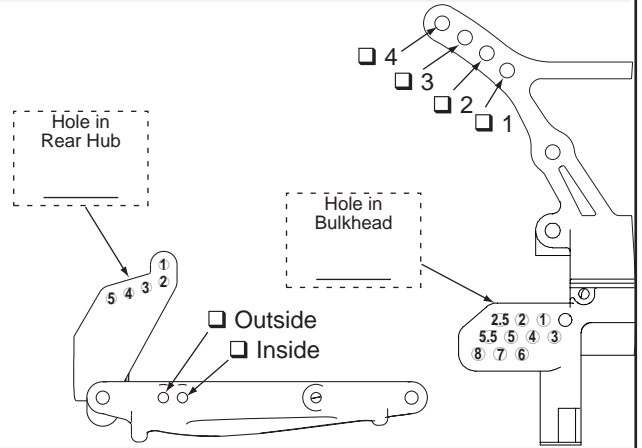 ❑ 4
❑ 3
❑ 2
❑ 1
Hole in
Rear Hub
Hole in
Bulkhead
1
5 4 3 2
❑ Outside
❑ Inside
2.5 2 1
5.5 5 4 3
8 7 6